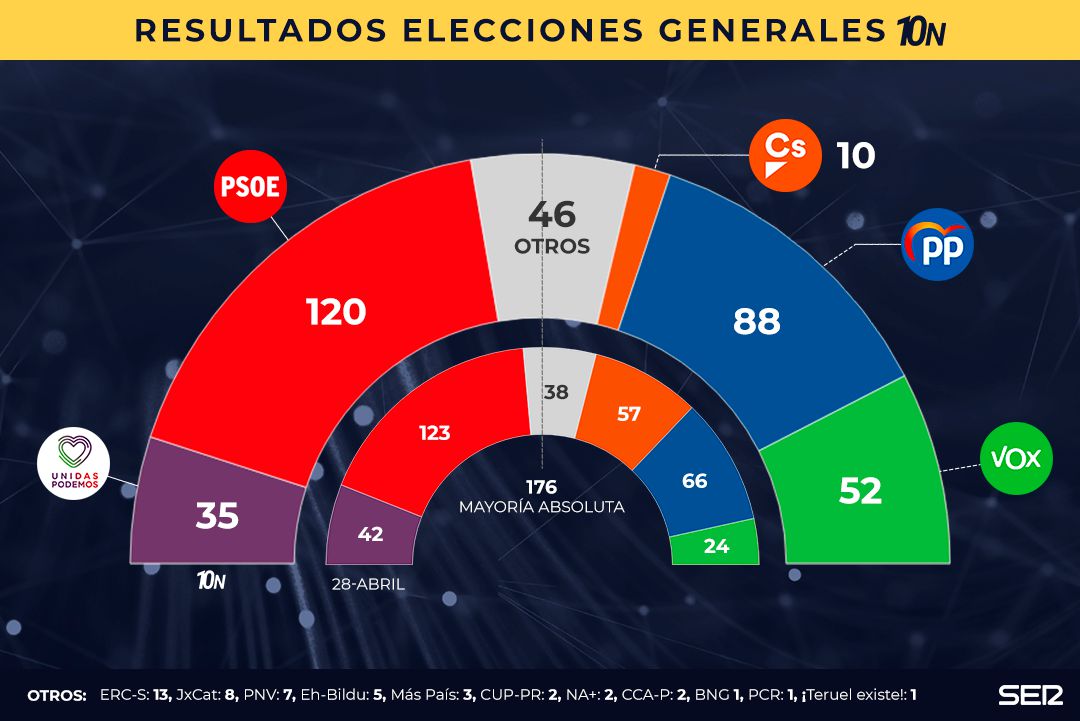 RESULTADOS ELECCIONES GENERALES 10N
Cs
10
PSOE
46
OTROS
pp
120
88
38
57
123
VOX
66
UNIDAS
PODEMOS
176
MAYORÍA ABSOLUTA
52
35
42
24
10N
28-ABRIL
OTROS: ERC-S: 13, JxCat: 8, PNV: 7, Eh-Bildu: 5, Más País: 3, CUP-PR: 2, NA+: 2, CCA-P: 2, BNG 1, PCR: 1, ¡Teruel existe!: 1
SER